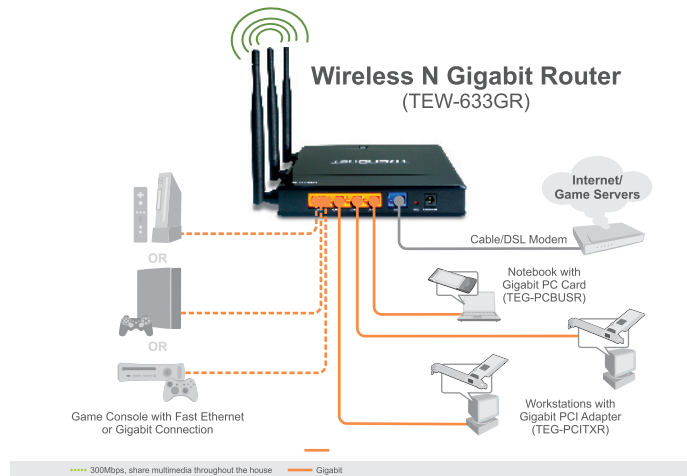 Wireless N Gigabit Router
(TEW-633GR)
TRENDnet
Internet/
Game Servers
Cable/DSL Modem
OR
Notebook with
Gigabit PC Card
(TEG-PCBUSR)
OR
Game Console with Fast Ethernet
or Gigabit Connection
Workstations with
Gigabit PCI Adapter
(TEG-PCITXR)
300Mbps, share multimedia throughout the house
Gigabit